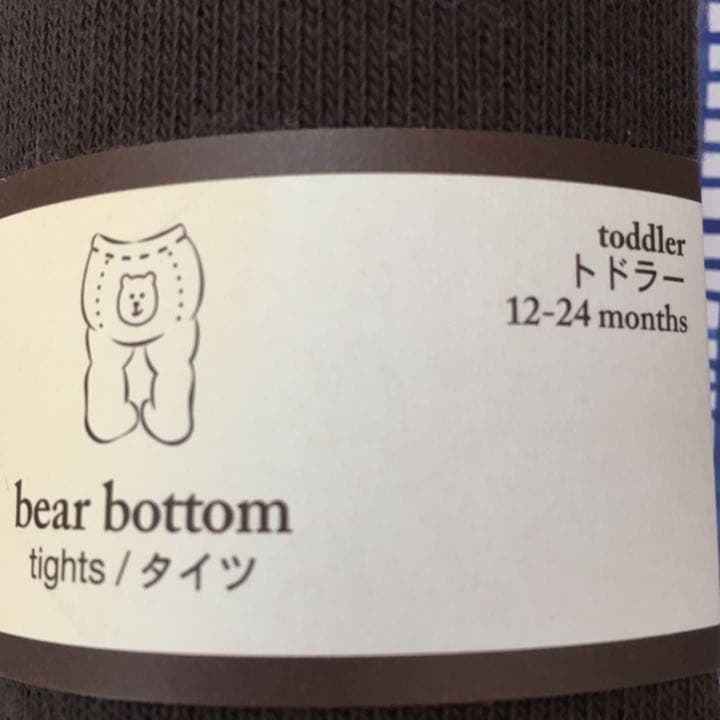 toddler
トドラー
12-24 months
bear bottom
tights / タイツ